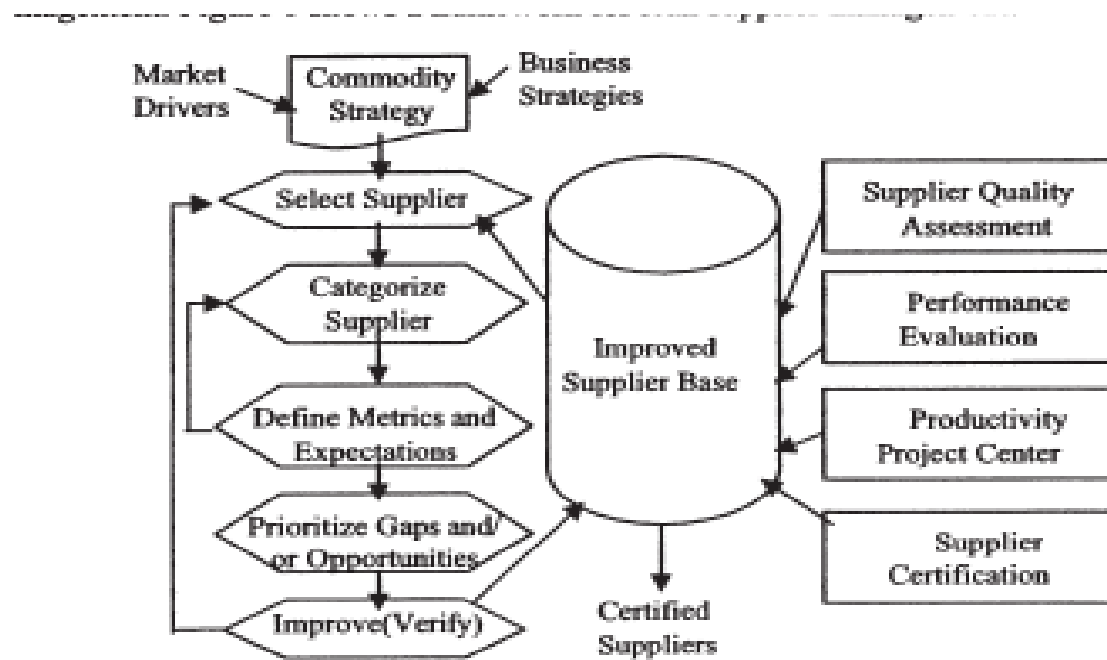 Market
Drivers
Commodity
Strategy
Business
Strategies
Select Supplier
Categorize
Supplier
Define Metrics and
Expectations
Prioritize Gaps and/
or Opportunities
Improve(Verify)
Improved
Supplier Base
Certified
Suppliers
Supplier Quality
Assessment
Performance
Evaluation
Productivity
Project Center
Supplier
Certification